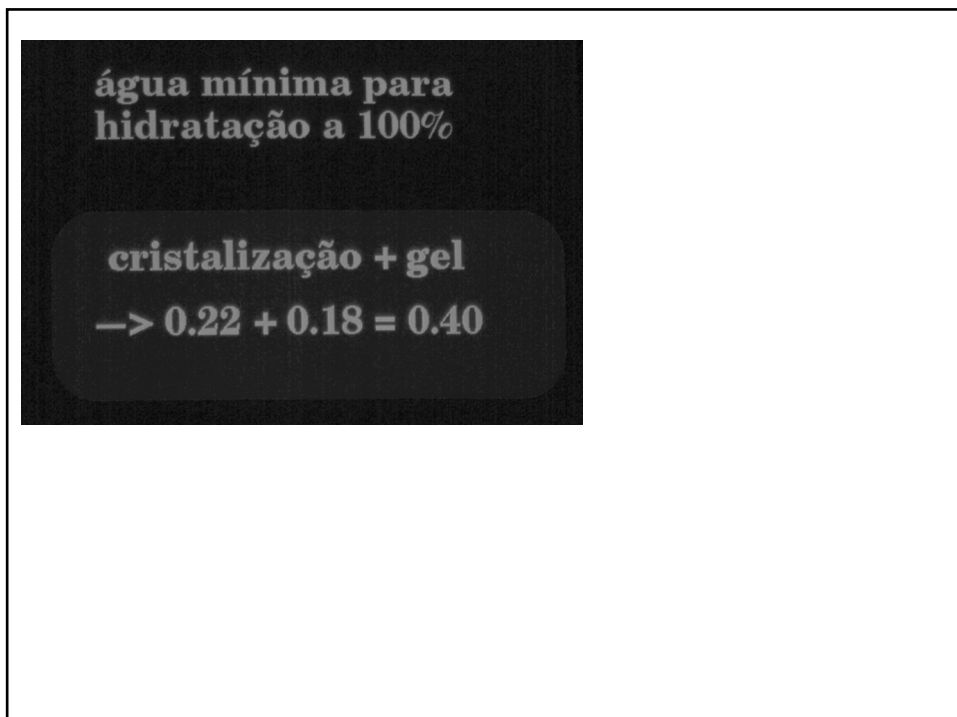 água mínima para
hidratação a 100%
cristalização + gel
—> 0.22 + 0.18 = 0.40